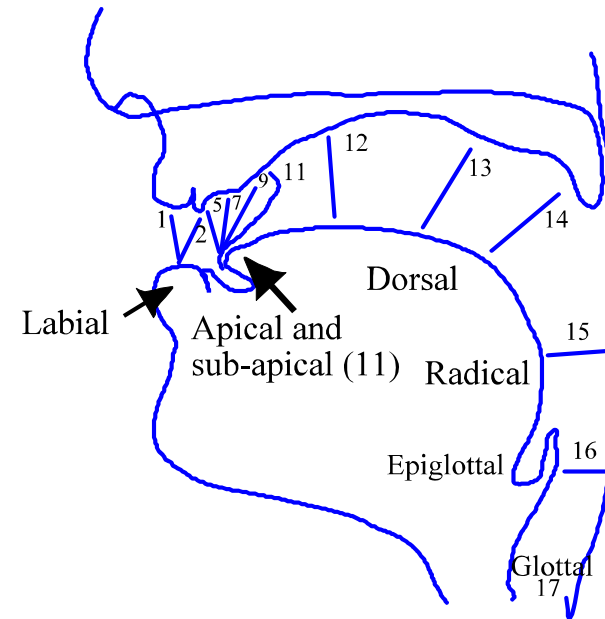 12
11
13
9
5 7
14
1
2
Dorsal
Labial
Apical and
sub-apical (11)
15
Radical
16
Epiglottal
Glottal
17